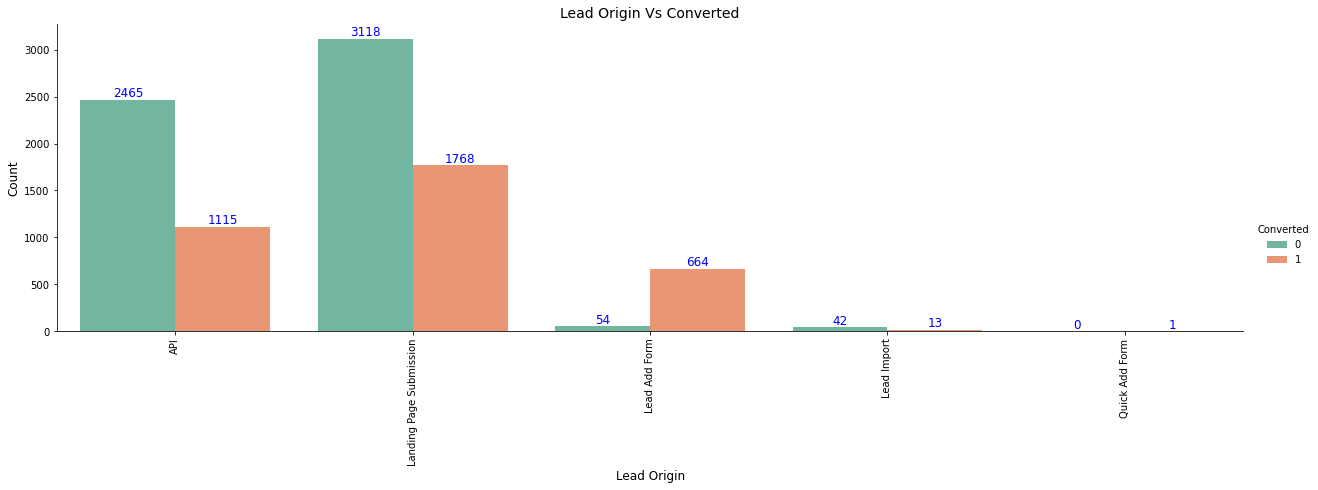 Lead Origin Vs Converted
Count
3000
2500
2000
1500
1000
500
0
2465
1115
3118
1768
54
664
42
13
0
1
API
Landing Page Submission
Lead Add Form
Lead Import
Quick Add Form
Lead Origin
Converted
0
1